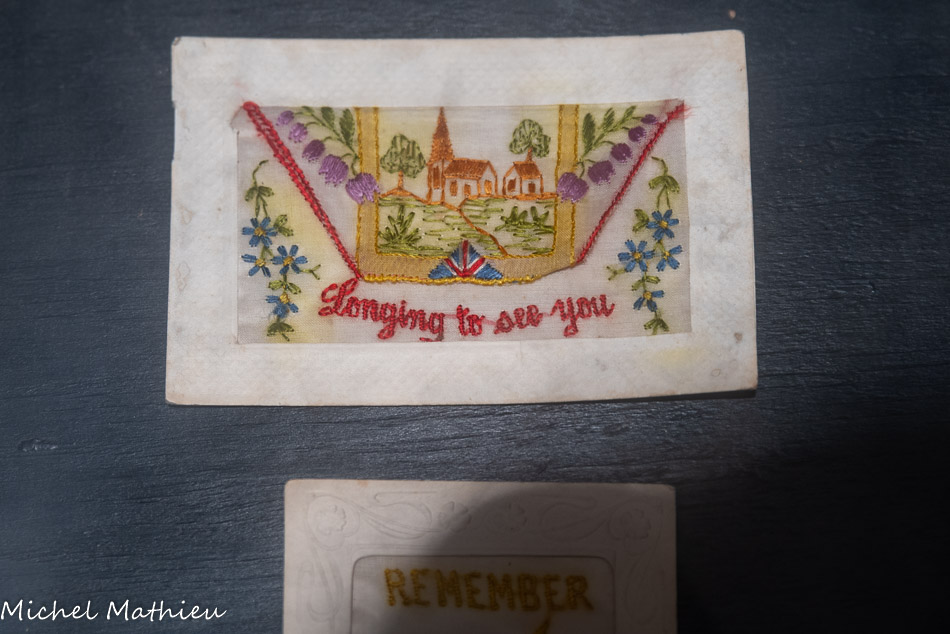 Longing to see you
REMEMBER
Michel Mathieu